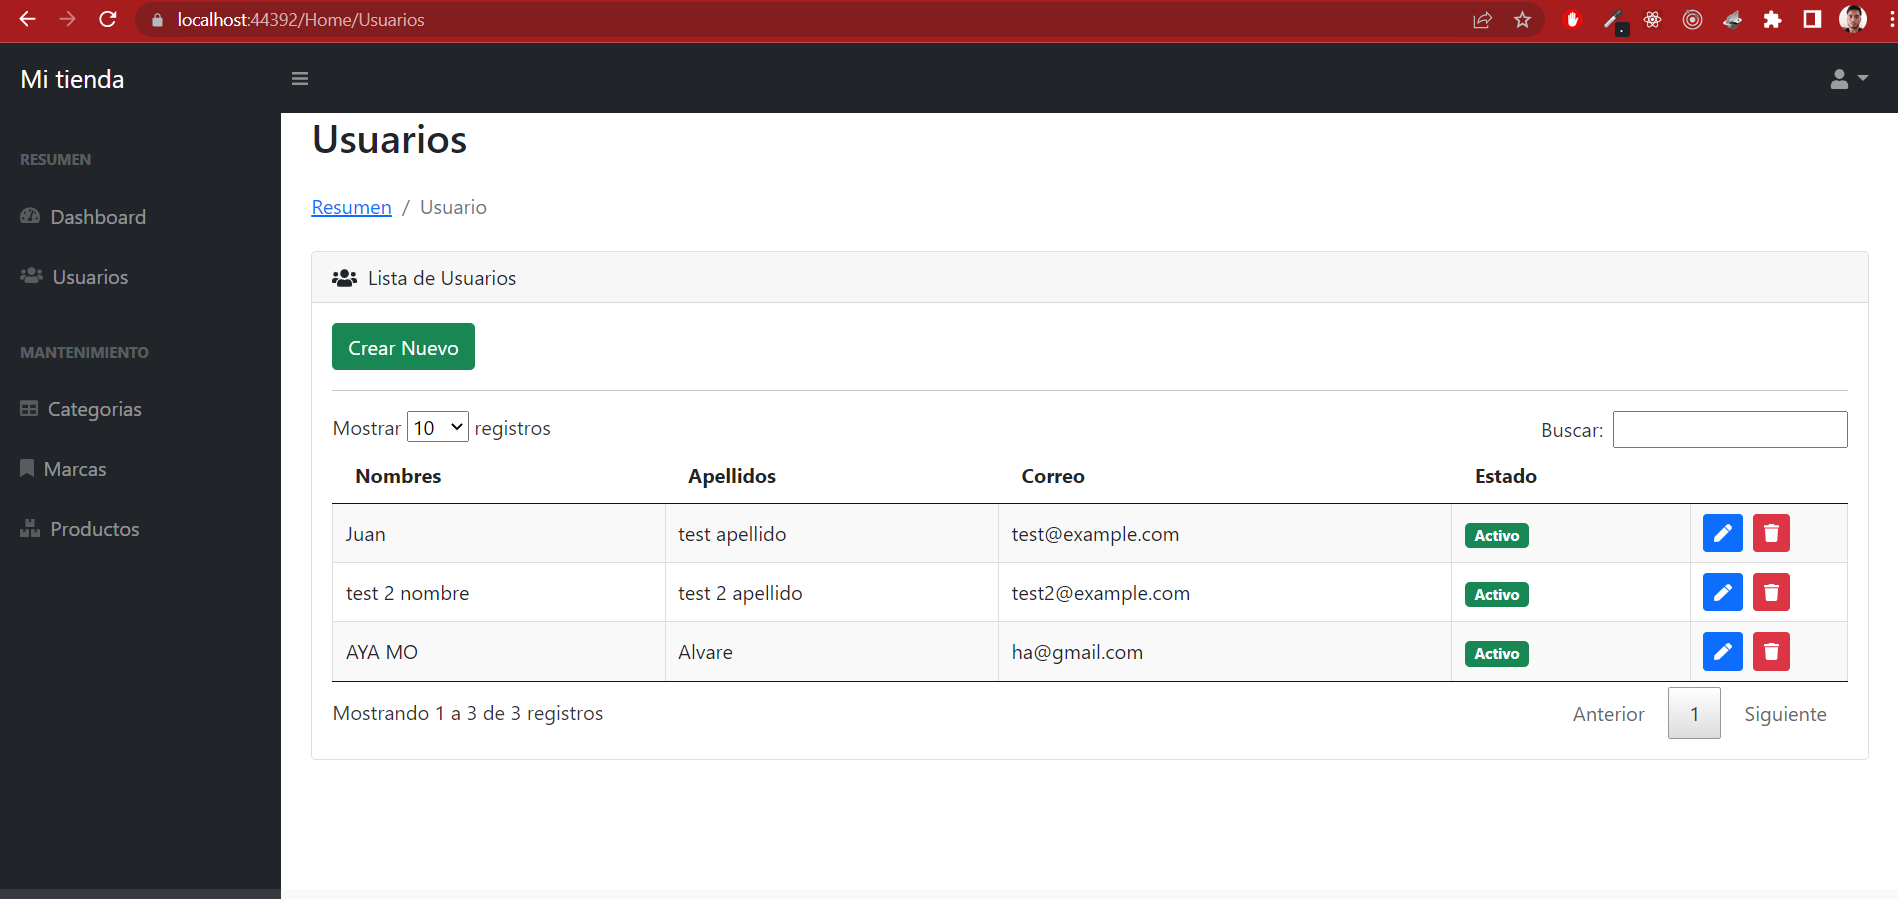 localhost:44392/Home/Usuarios
Mi tienda
RESUMEN
Dashboard
Usuarios
MANTENIMIENTO
Categorias
Marcas
Productos
Usuarios
Resumen / Usuario
Lista de Usuarios
Crear Nuevo
Mostrar 10 registros
Buscar:
Nombres Apellidos Correo Estado
Juan test apellido test@example.com Activo
test 2 nombre test 2 apellido test2@example.com Activo
AYA MO Alvare ha@gmail.com Activo
Mostrando 1 a 3 de 3 registros
Anterior 1 Siguiente